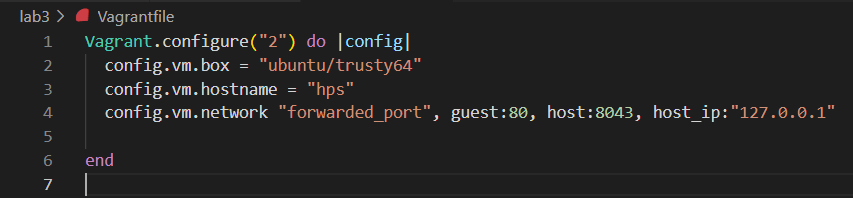 lab3 > Vagrantfile
1 Vagrant.configure("2") do |config|
2 config.vm.box = "ubuntu/trusty64"
3 config.vm.hostname = "hps"
4 config.vm.network "forwarded_port", guest:80, host:8043, host_ip:"127.0.0.1"
5
6 end
7